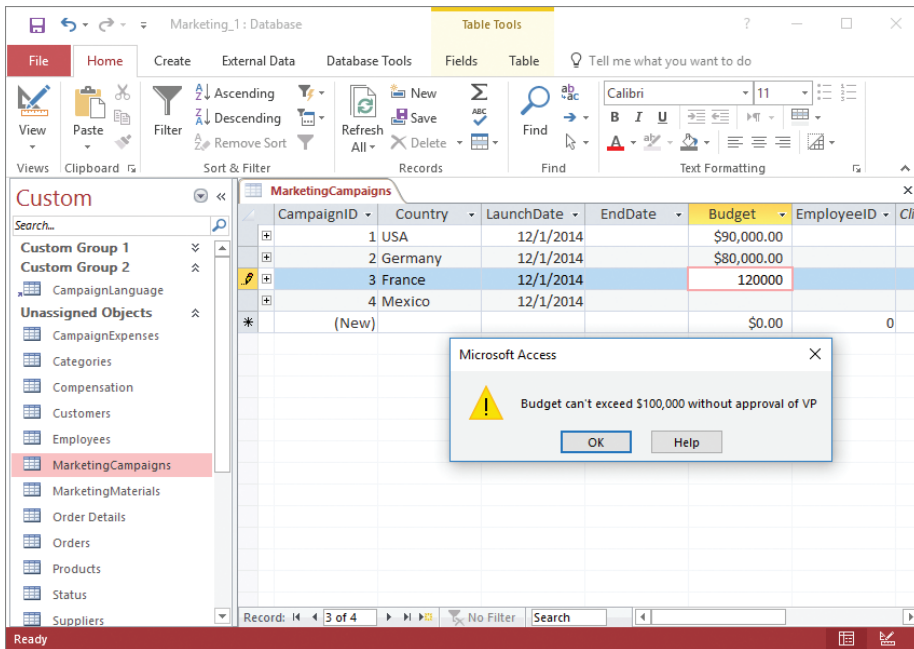 Marketing_1 : Database
Table Tools
?
File Home Create External Data Database Tools Fields Table Tell me what you want to do
View
Views
Paste
Clipboard
Filter
Ascending
Descending
Remove Sort
Sort & Filter
Refresh
All
New
Save
Delete
Records
ABC
Find
ab
ac
Find
Calibri 11
B I U
A ab
Text Formatting
Custom
Search...
Custom Group 1
Custom Group 2
CampaignLanguage
Unassigned Objects
CampaignExpenses
Categories
Compensation
Customers
Employees
MarketingCampaigns
MarketingMaterials
Order Details
Orders
Products
Status
Suppliers
MarketingCampaigns
CampaignID Country LaunchDate EndDate Budget EmployeeID Cli
1 USA 12/1/2014 $90,000.00
2 Germany 12/1/2014 $80,000.00
3 France 12/1/2014 120000
4 Mexico 12/1/2014
(New) $0.00 0
Microsoft Access
Budget can't exceed $100,000 without approval of VP
OK Help
Record: 3 of 4 No Filter Search
Ready